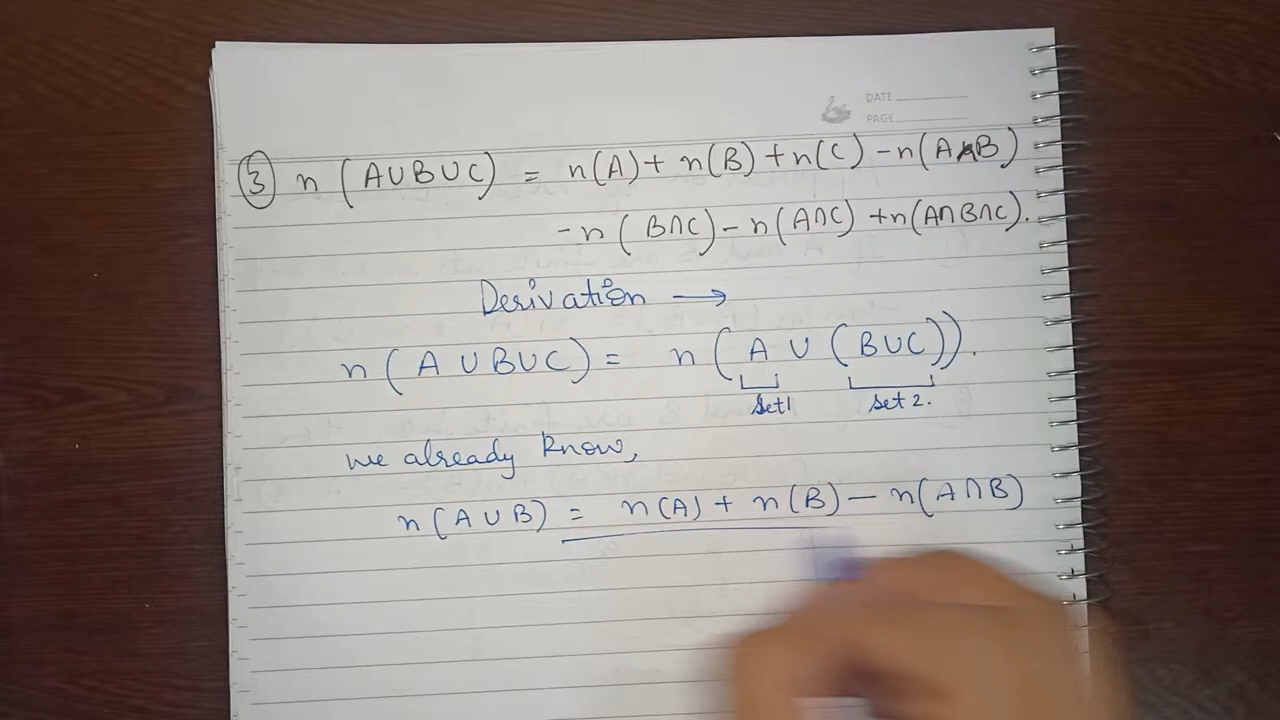 DATE
PAGE
③ n (A∪B∪C) = n(A) + n(B) + n(C) - n(A∩B)
- n (B∩C) - n(A∩C) + n(A∩B∩C).
Derivation →
n (A ∪ B∪C) = n (A ∪ (B∪C)).
Set1 Set 2.
we already know,
n(A∪B) = n(A) + n(B) - n(A∩B)